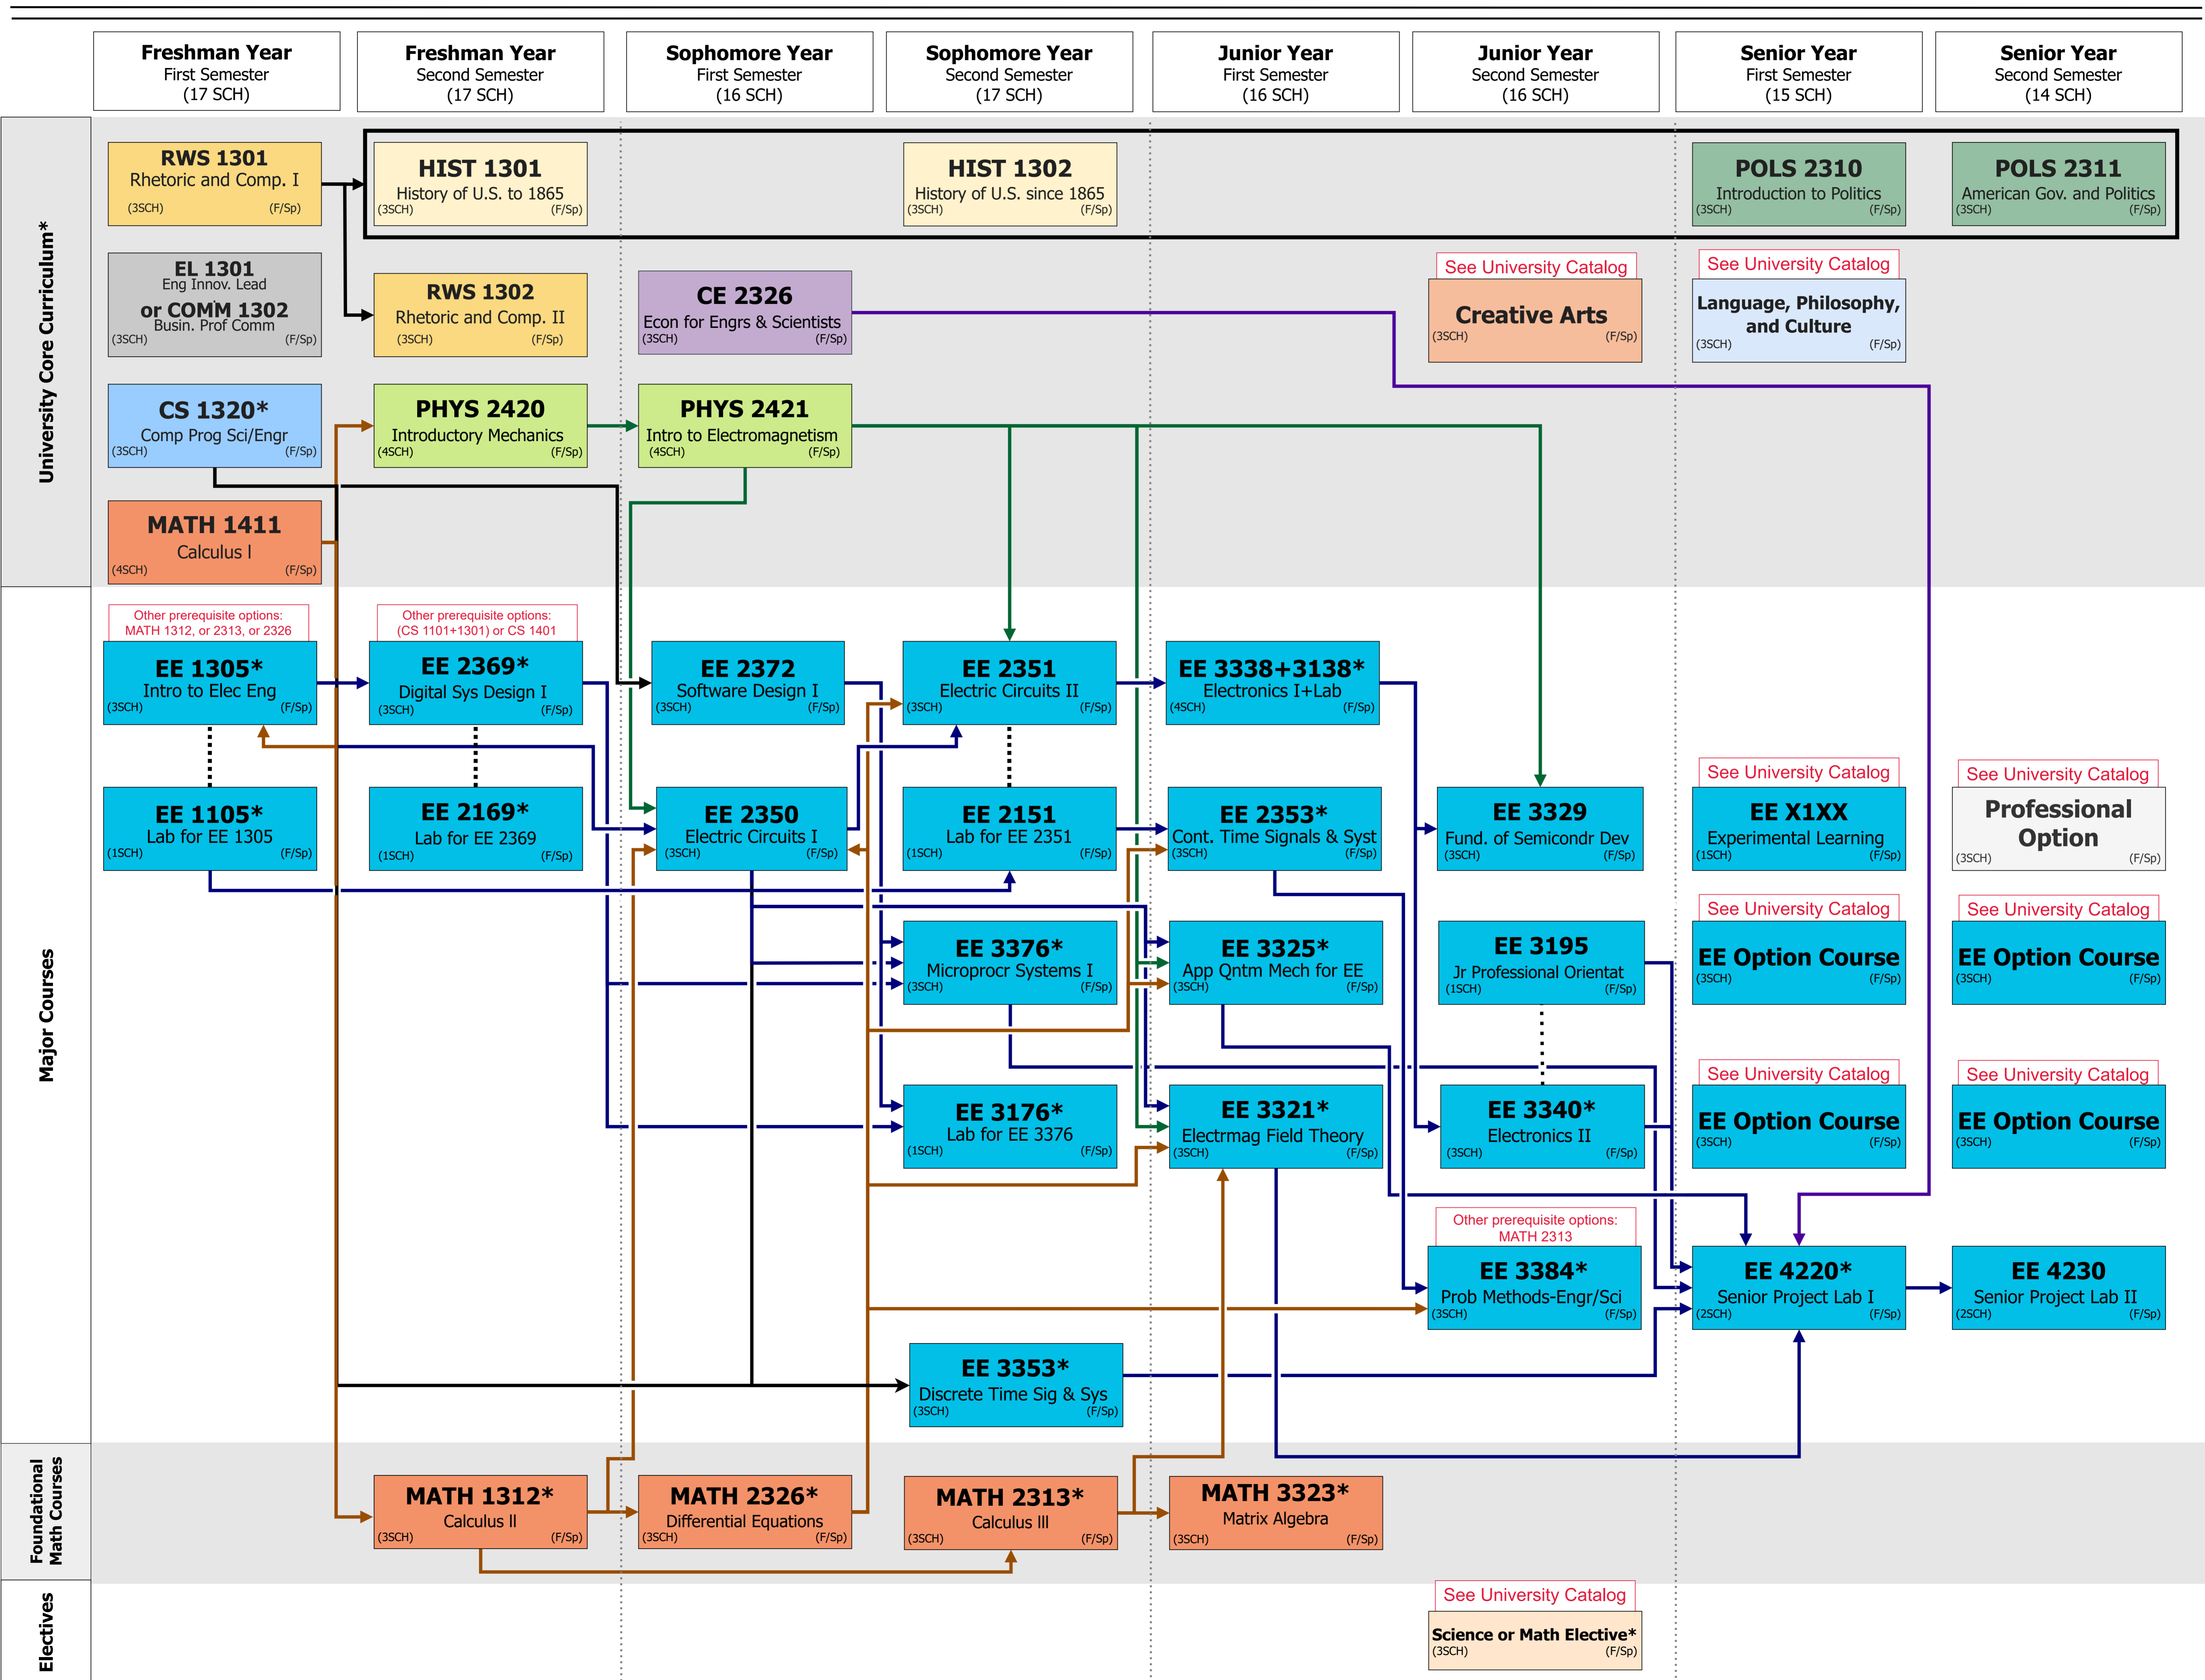 Freshman Year
First Semester
(17 SCH)
Freshman Year
Second Semester
(17 SCH)
Sophomore Year
First Semester
(16 SCH)
Sophomore Year
Second Semester
(17 SCH)
Junior Year
First Semester
(16 SCH)
Junior Year
Second Semester
(16 SCH)
Senior Year
First Semester
(15 SCH)
Senior Year
Second Semester
(14 SCH)
University Core Curriculum*
RWS 1301
Rhetoric and Comp. I
(3SCH) (F/Sp)
HIST 1301
History of U.S. to 1865
(3SCH) (F/Sp)
HIST 1302
History of U.S. since 1865
(3SCH) (F/Sp)
POLS 2310
Introduction to Politics
(3SCH) (F/Sp)
POLS 2311
American Gov. and Politics
(3SCH) (F/Sp)
EL 1301
Eng Innov. Lead
or COMM 1302
Busin. Prof Comm
(3SCH) (F/Sp)
RWS 1302
Rhetoric and Comp. II
(3SCH) (F/Sp)
CE 2326
Econ for Engrs & Scientists
(3SCH) (F/Sp)
See University Catalog
Creative Arts
(3SCH) (F/Sp)
See University Catalog
Language, Philosophy,
and Culture
(3SCH) (F/Sp)
CS 1320*
Comp Prog Sci/Engr
(3SCH) (F/Sp)
PHYS 2420
Introductory Mechanics
(4SCH) (F/Sp)
PHYS 2421
Intro to Electromagnetism
(4SCH) (F/Sp)
MATH 1411
Calculus l
(4SCH) (F/Sp)
Major Courses
Other prerequisite options:
MATH 1312, or 2313, or 2326
EE 1305*
Intro to Elec Eng
(3SCH) (F/Sp)
Other prerequisite options:
(CS 1101+1301) or CS 1401
EE 2369*
Digital Sys Design I
(3SCH) (F/Sp)
EE 2372
Software Design I
(3SCH) (F/Sp)
EE 2351
Electric Circuits II
(3SCH) (F/Sp)
EE 3338+3138*
Electronics I+Lab
(4SCH) (F/Sp)
EE 1105*
Lab for EE 1305
(1SCH) (F/Sp)
EE 2169*
Lab for EE 2369
(1SCH) (F/Sp)
EE 2350
Electric Circuits I
(3SCH) (F/Sp)
EE 2151
Lab for EE 2351
(1SCH) (F/Sp)
EE 2353*
Cont. Time Signals & Syst
(3SCH) (F/Sp)
EE 3329
Fund. of Semicondr Dev
(3SCH) (F/Sp)
See University Catalog
EE X1XX
Experimental Learning
(1SCH) (F/Sp)
See University Catalog
Professional
Option
(3SCH) (F/Sp)
EE 3376*
Microprocr Systems I
(3SCH) (F/Sp)
EE 3325*
App Qntm Mech for EE
(3SCH) (F/Sp)
EE 3195
Jr Professional Orientat
(1SCH) (F/Sp)
See University Catalog
EE Option Course
(3SCH) (F/Sp)
See University Catalog
EE Option Course
(3SCH) (F/Sp)
EE 3176*
Lab for EE 3376
(1SCH) (F/Sp)
EE 3321*
Electrmag Field Theory
(3SCH) (F/Sp)
EE 3340*
Electronics II
(3SCH) (F/Sp)
See University Catalog
EE Option Course
(3SCH) (F/Sp)
See University Catalog
EE Option Course
(3SCH) (F/Sp)
Other prerequisite options:
MATH 2313
EE 3384*
Prob Methods-Engr/Sci
(3SCH) (F/Sp)
EE 4220*
Senior Project Lab I
(2SCH) (F/Sp)
EE 4230
Senior Project Lab II
(2SCH) (F/Sp)
EE 3353*
Discrete Time Sig & Sys
(3SCH) (F/Sp)
Foundational
Math Courses
MATH 1312*
Calculus ll
(3SCH) (F/Sp)
MATH 2326*
Differential Equations
(3SCH) (F/Sp)
MATH 2313*
Calculus lll
(3SCH) (F/Sp)
MATH 3323*
Matrix Algebra
(3SCH) (F/Sp)
Electives
See University Catalog
Science or Math Elective*
(3SCH) (F/Sp)